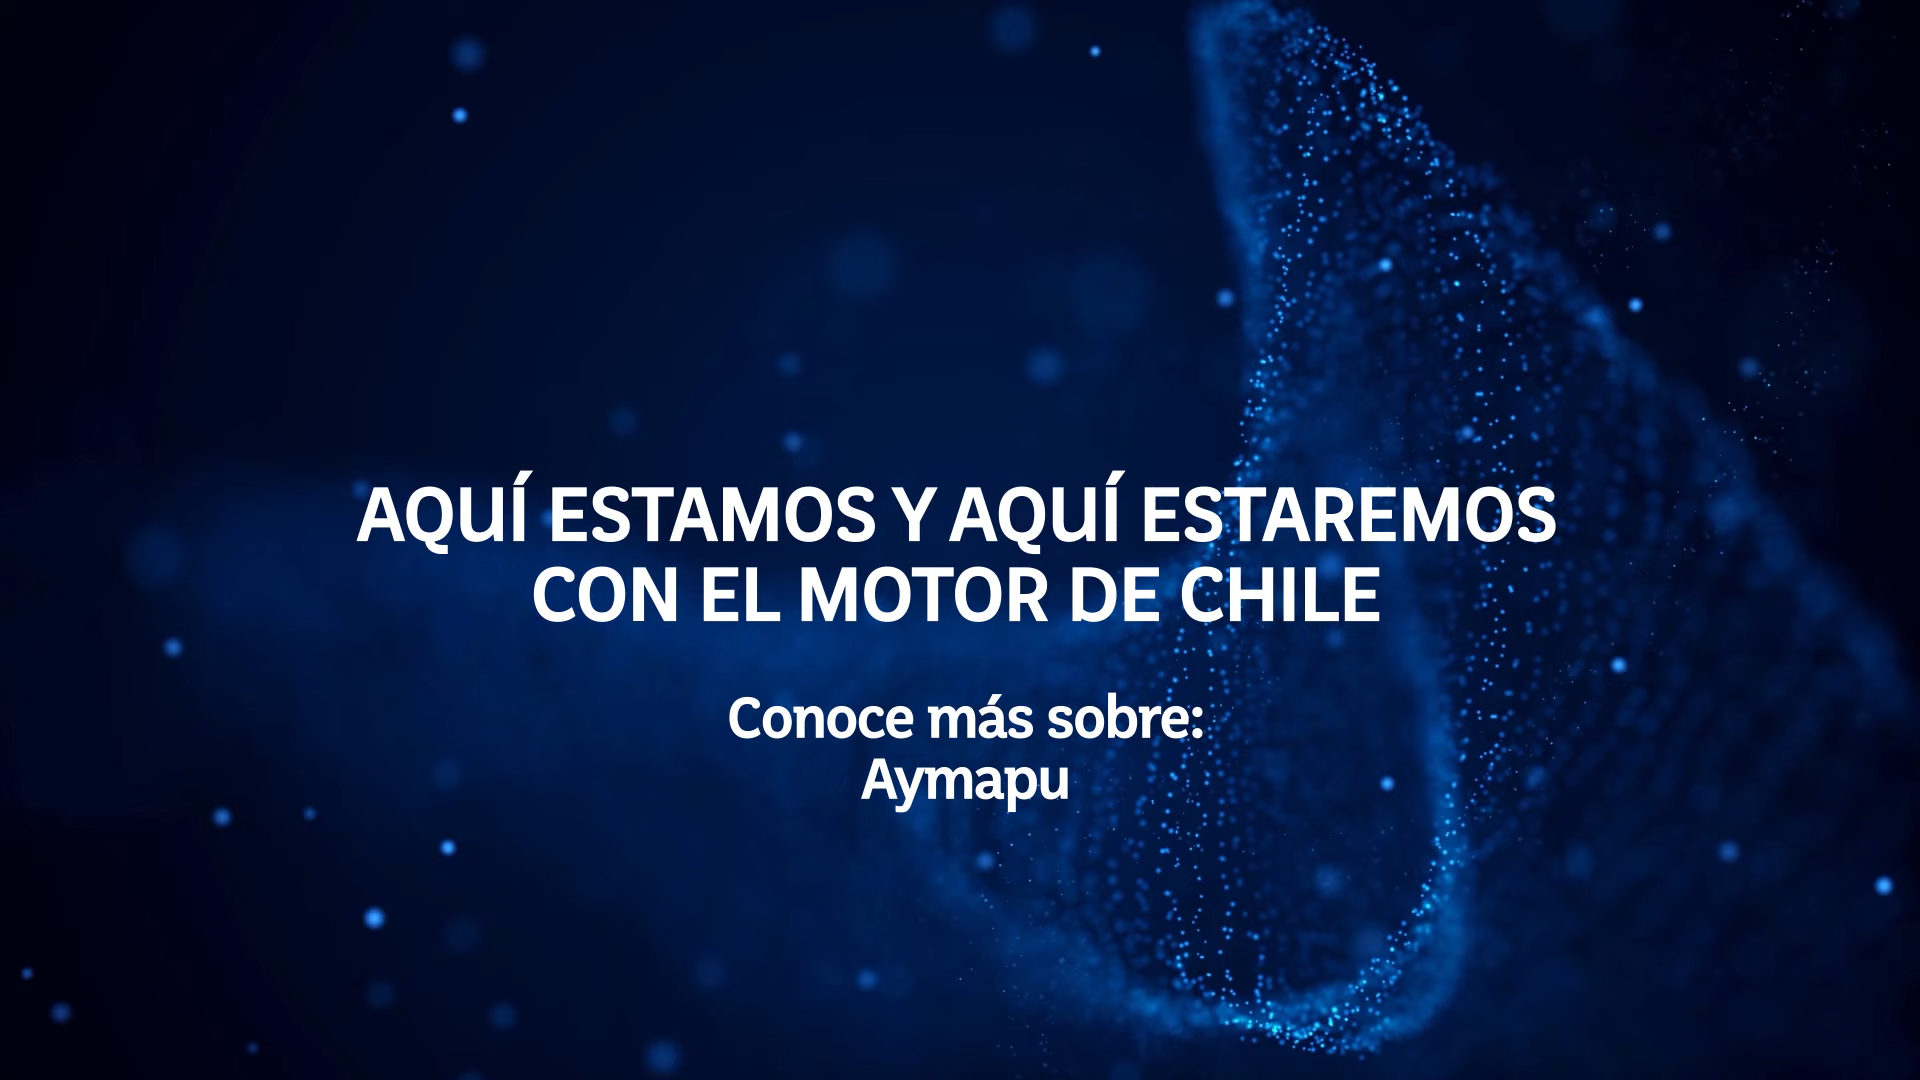 AQUÍ ESTAMOS Y AQUÍ ESTAREMOS
CON EL MOTOR DE CHILE
Conoce más sobre:
Aymapu